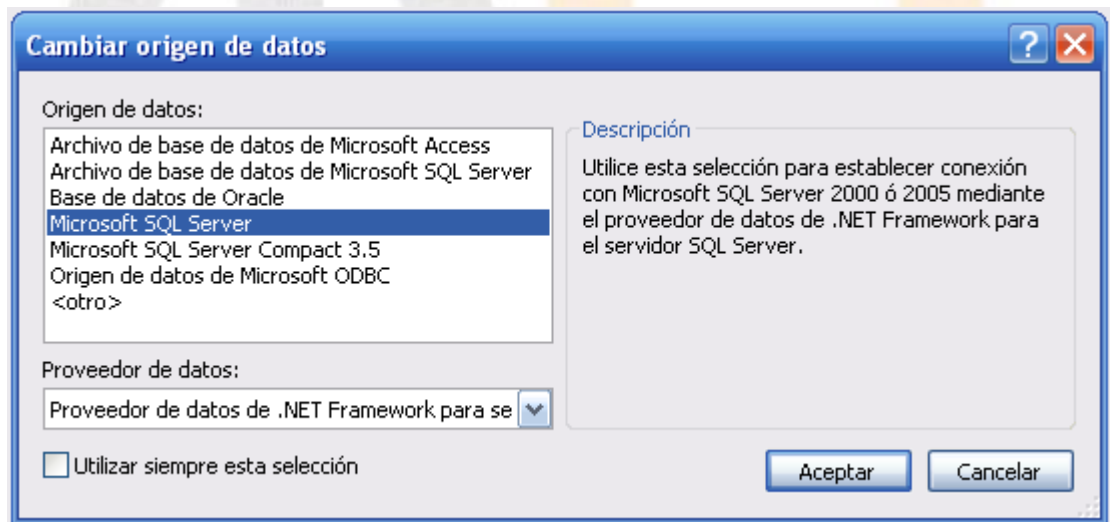 Cambiar origen de datos
Origen de datos:
Archivo de base de datos de Microsoft Access
Archivo de base de datos de Microsoft SQL Server
Base de datos de Oracle
Microsoft SQL Server
Microsoft SQL Server Compact 3.5
Origen de datos de Microsoft ODBC
<otro>
Descripción
Utilice esta selección para establecer conexión
con Microsoft SQL Server 2000 ó 2005 mediante
el proveedor de datos de .NET Framework para
el servidor SQL Server.
Proveedor de datos:
Proveedor de datos de .NET Framework para se
Utilizar siempre esta selección
Aceptar
Cancelar